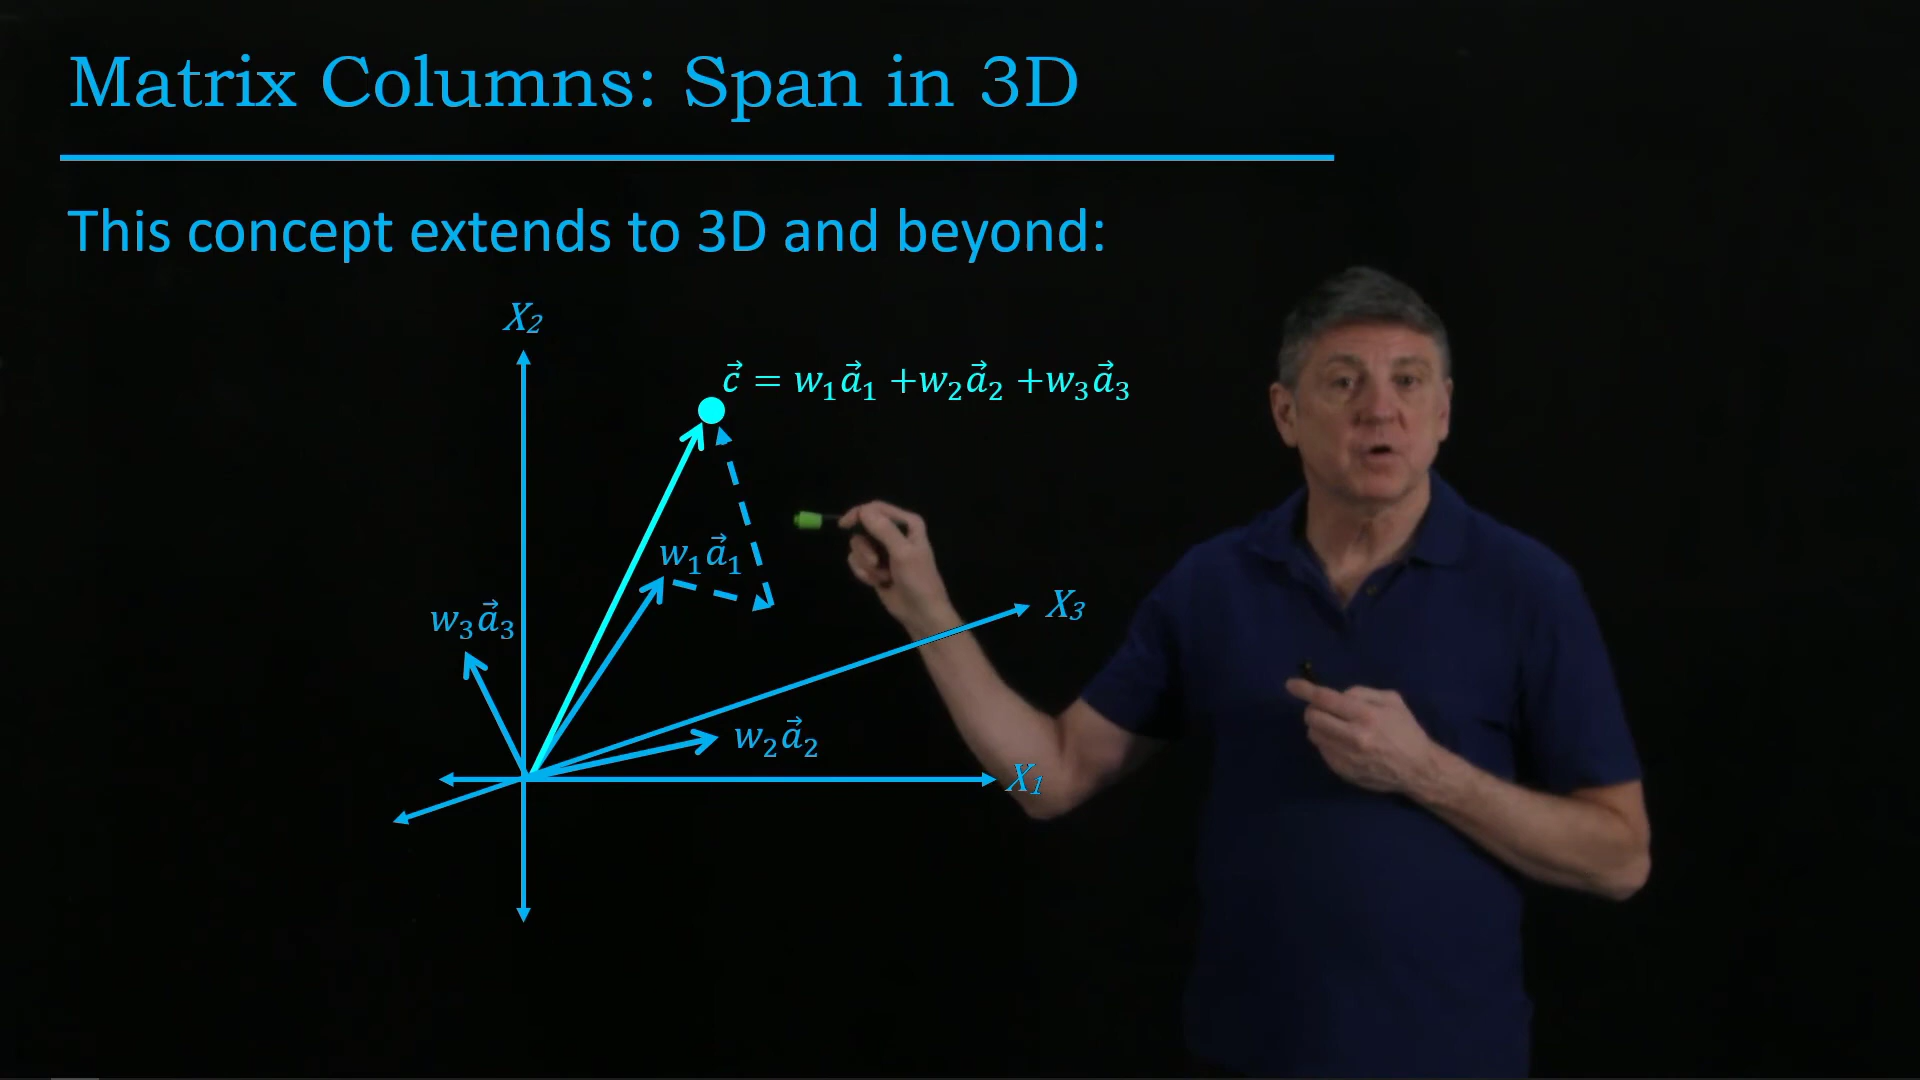 Matrix Columns: Span in 3D
This concept extends to 3D and beyond:
X₂
c⃗ = w₁a⃗₁ +w₂a⃗₂ +w₃a⃗₃
w₁a⃗₁
w₃a⃗₃
X₃
w₂a⃗₂
X₁